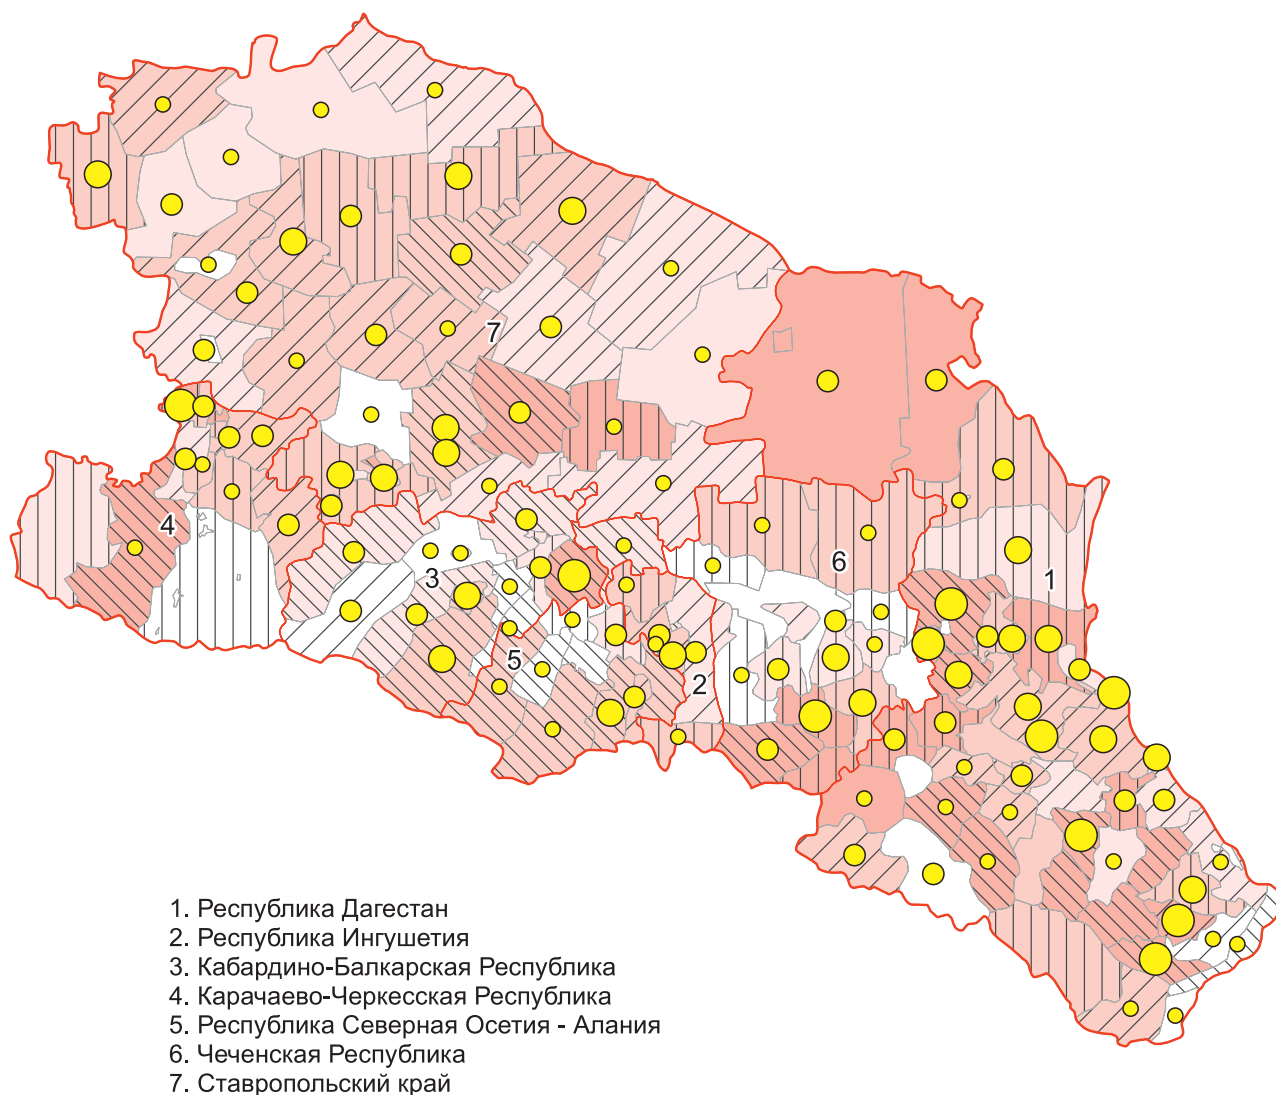 7
4
3
6
1
5
2
1. Республика Дагестан
2. Республика Ингушетия
3. Кабардино-Балкарская Республика
4. Карачаево-Черкесская Республика
5. Республика Северная Осетия - Алания
6. Чеченская Республика
7. Ставропольский край